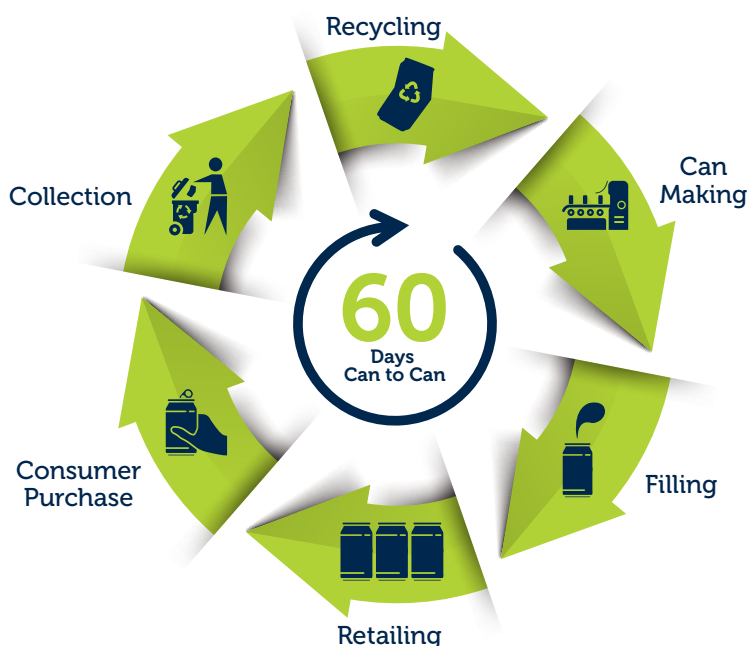 Recycling
Can
Making
Filling
Retailing
Consumer
Purchase
Collection
60
Days
Can to Can